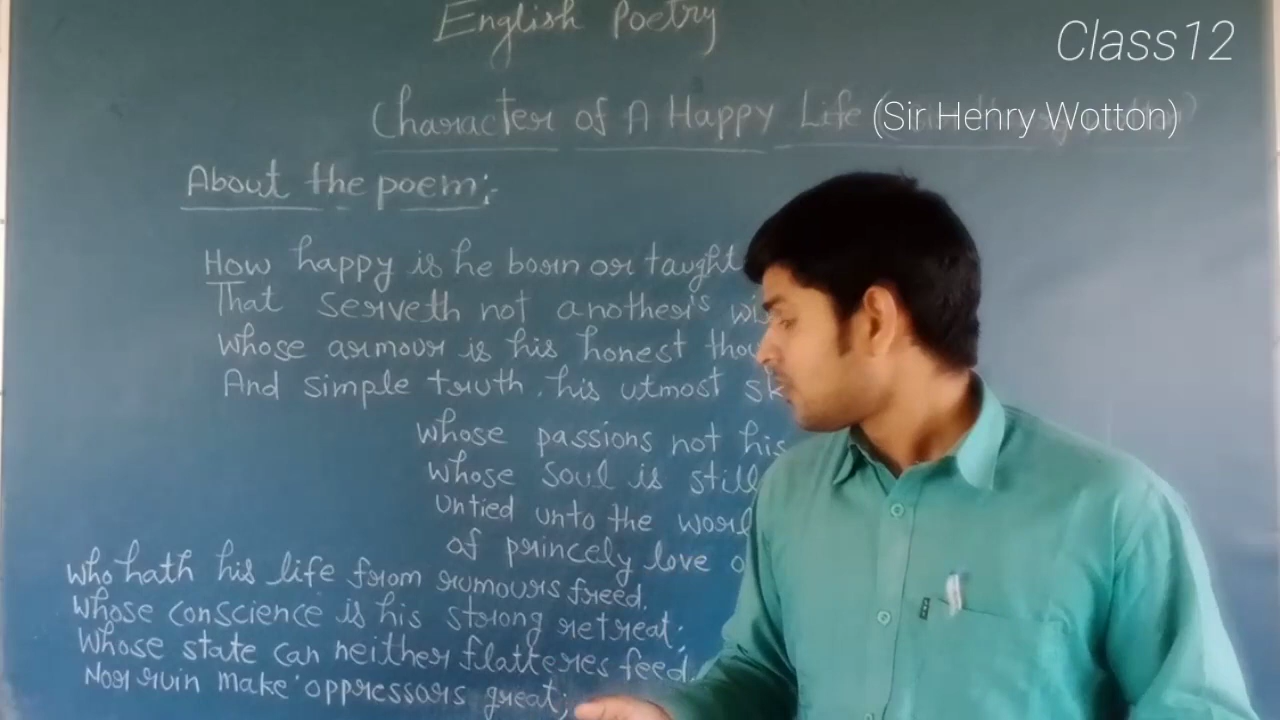 English Poetry
Class12
Character of A Happy Life (Sir Henry Wotton)
About the poem:-
How happy is he born or taught
That serveth not another's
Whose armour is his honest
And simple truth, his utmost
Whose passions not his
Whose soul is still
Untied unto the
of princely love
Who hath his life from rumours freed.
Whose conscience is his strong retreat;
Whose state can neither flatteres feed,
Nor ruin make oppressors great;